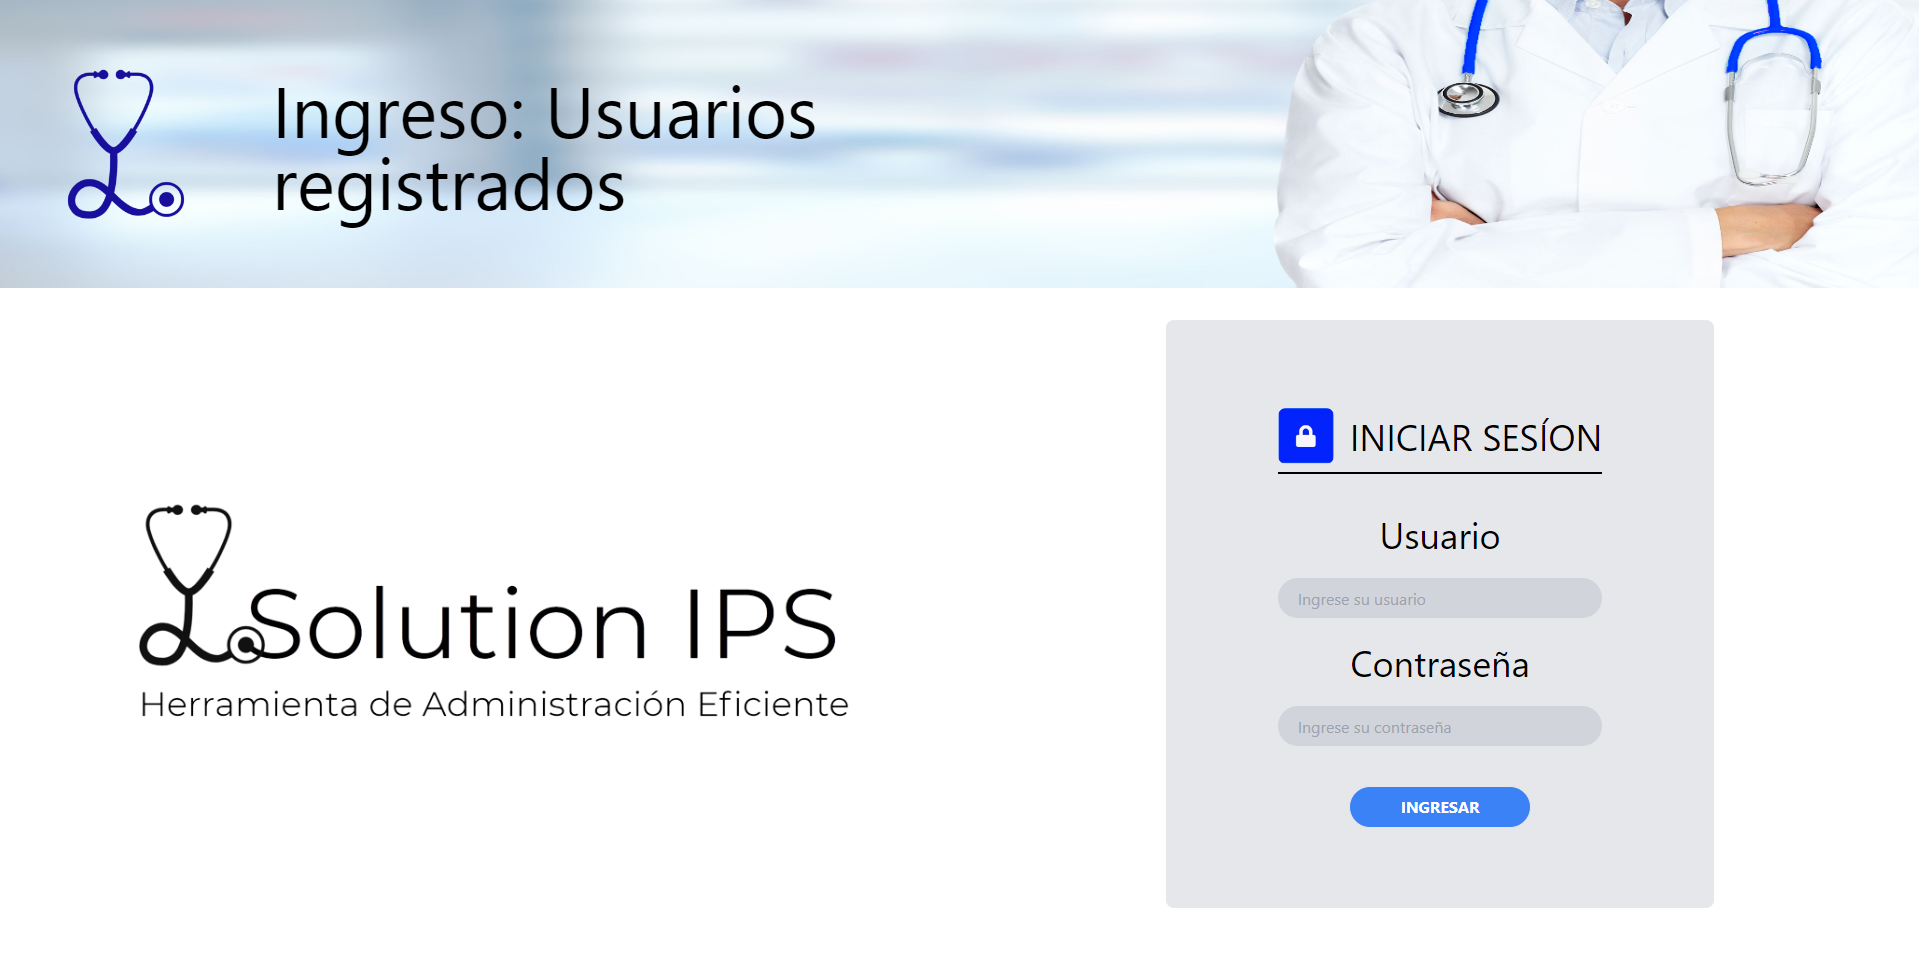 Ingreso: Usuarios
registrados
INICIAR SESÍON
Usuario
Ingrese su usuario
Contraseña
Ingrese su contraseña
INGRESAR
Solution IPS
Herramienta de Administración Eficiente